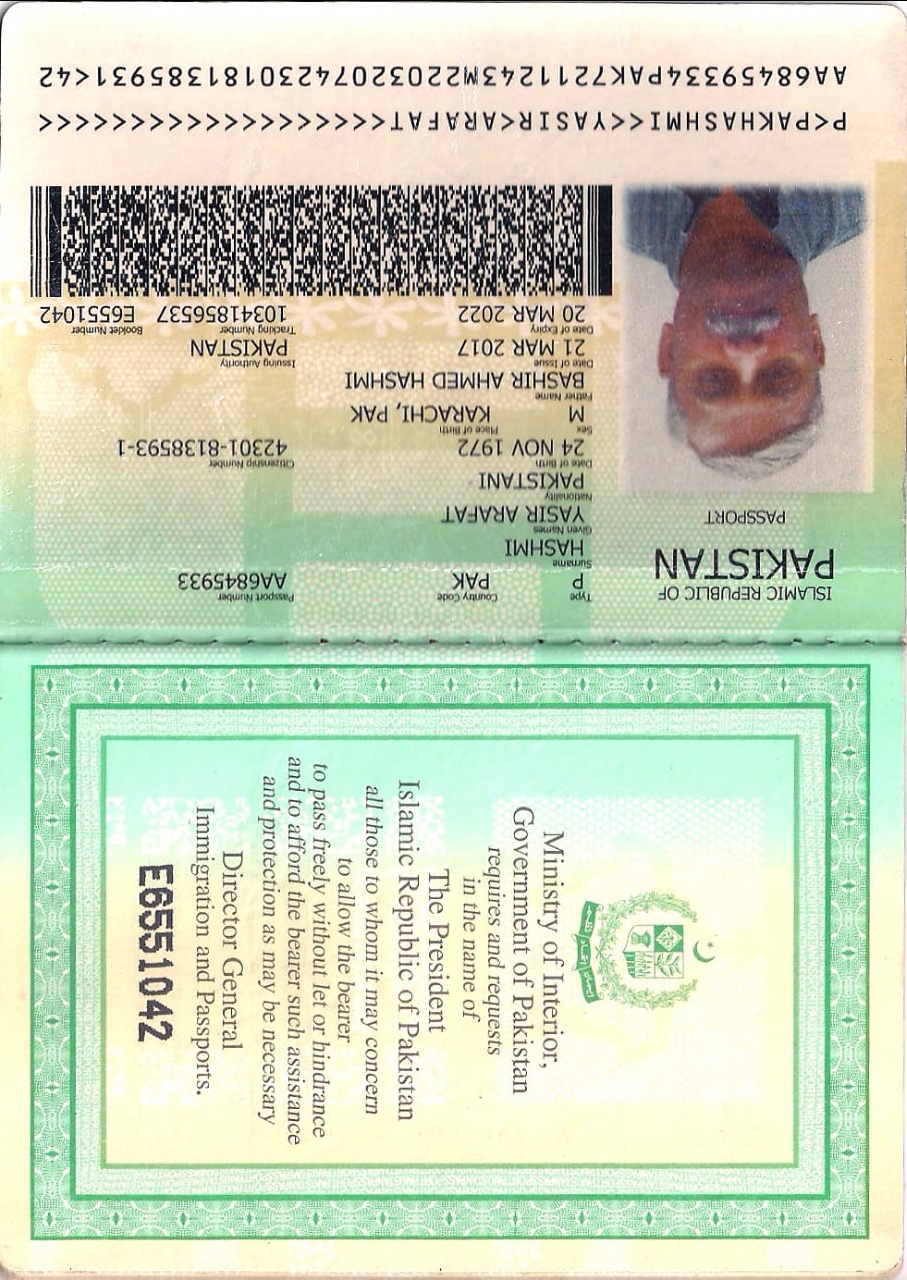 ISLAMIC REPUBLIC OF
PAKISTAN
PASSPORT
Type Country Code Passport Number
P PAK AA6845933
Surname
HASHMI
Given Names
YASIR ARAFAT
Nationality
PAKISTANI
Date of Birth Citizenship Number
24 NOV 1972 42301-8138593-1
Sex Place of Birth
M KARACHI, PAK
Father Name
BASHIR AHMED HASHMI
Date of Issue Issuing Authority
21 MAR 2017 PAKISTAN
Date of Expiry Tracking Number Booklet Number
20 MAR 2022 10341856537 E6551042
P<PAKHASHMI<<YASIR<ARAFAT<<<<<<<<<<<<<<<<<<<
AA68459334PAK7211243M22032074230181385931<42
Ministry of Interior,
Government of Pakistan
requires and requests
in the name of
The President
Islamic Republic of Pakistan
all those to whom it may concern
to allow the bearer
to pass freely without let or hindrance
and to afford the bearer such assistance
and protection as may be necessary
Director General
Immigration and Passports.
E6551042